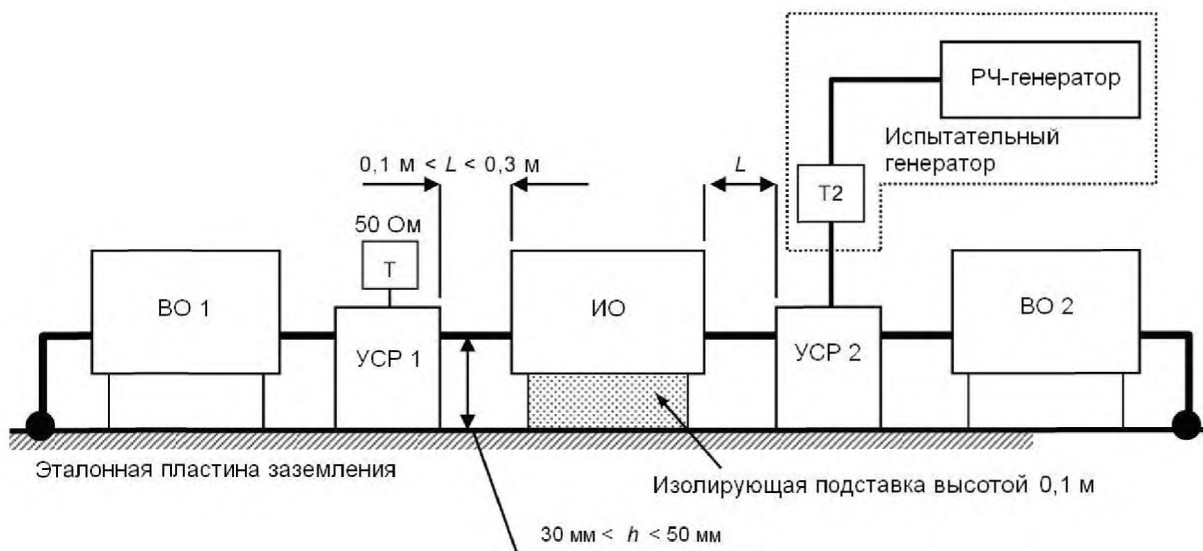 РЧ-генератор
Испытательный
генератор
0,1 м < L < 0,3 м
L
Т2
50 Ом
Т
ВО 1
УСР 1
ИО
УСР 2
ВО 2
Эталонная пластина заземления
Изолирующая подставка высотой 0,1 м
30 мм < h < 50 мм